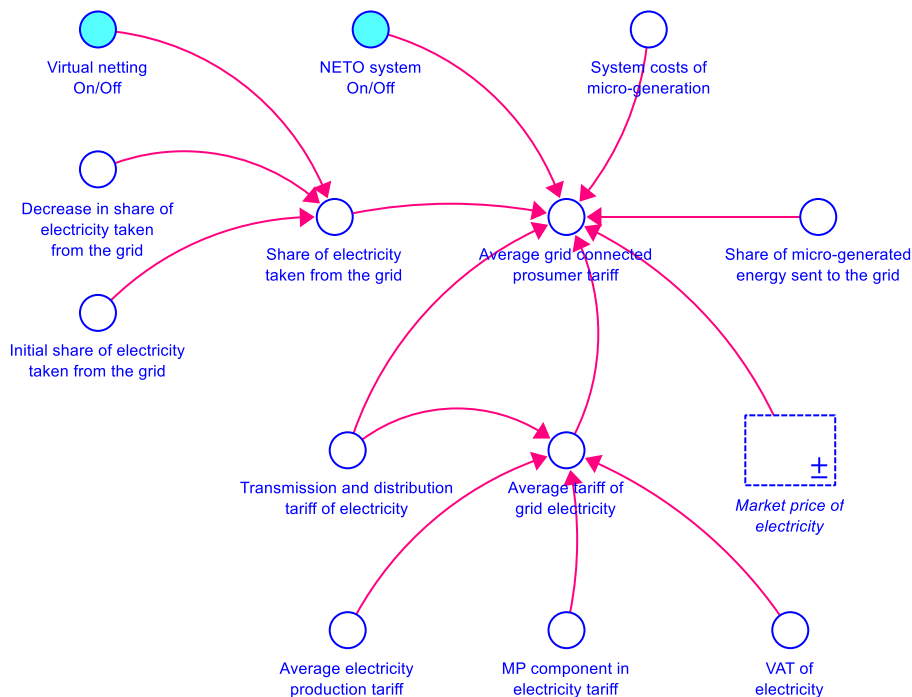 Virtual netting
On/Off
NETO system
On/Off
System costs of
micro-generation
Decrease in share of
electricity taken
from the grid
Share of electricity
taken from the grid
Average grid connected
prosumer tariff
Share of micro-generated
energy sent to the grid
Initial share of electricity
taken from the grid
Transmission and distribution
tariff of electricity
Average tariff of
grid electricity
±
Market price of
electricity
Average electricity
production tariff
MP component in
electricity tariff
VAT of
electricity